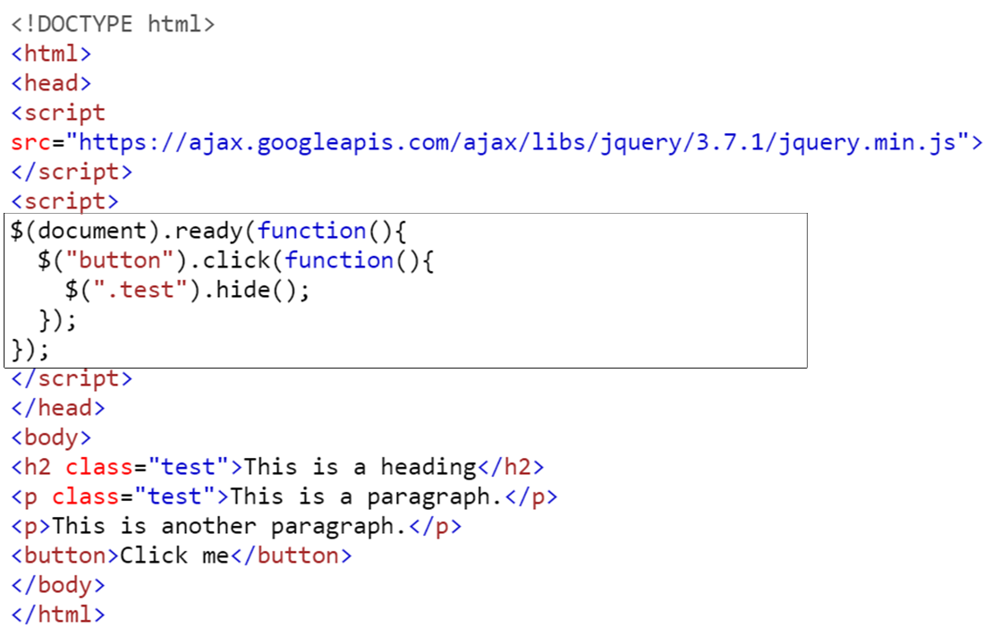 <!DOCTYPE html>
<html>
<head>
<script
src="https://ajax.googleapis.com/ajax/libs/jquery/3.7.1/jquery.min.js">
</script>
<script>
$(document).ready(function(){
  $("button").click(function(){
    $(".test").hide();
  });
});
</script>
</head>
<body>
<h2 class="test">This is a heading</h2>
<p class="test">This is a paragraph.</p>
<p>This is another paragraph.</p>
<button>Click me</button>
</body>
</html>